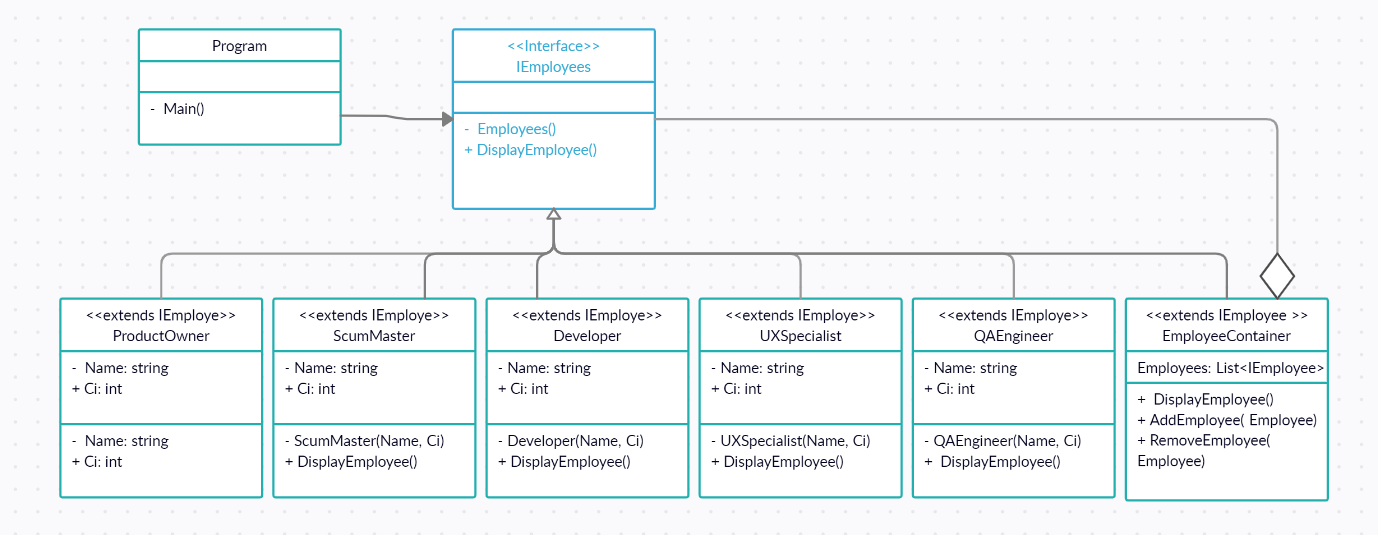 Program
- Main()
<<Interface>>
IEmployees
- Employees()
+ DisplayEmployee()
<<extends IEmploye>>
ProductOwner
- Name: string
+ Ci: int
- Name: string
+ Ci: int
<<extends IEmploye>>
ScumMaster
- Name: string
+ Ci: int
- ScumMaster(Name, Ci)
+ DisplayEmployee()
<<extends IEmploye>>
Developer
- Name: string
+ Ci: int
- Developer(Name, Ci)
+ DisplayEmployee()
<<extends IEmploye>>
UXSpecialist
- Name: string
+ Ci: int
- UXSpecialist(Name, Ci)
+ DisplayEmployee()
<<extends IEmploye>>
QAEngineer
- Name: string
+ Ci: int
- QAEngineer(Name, Ci)
+ DisplayEmployee()
<<extends IEmployee >>
EmployeeContainer
Employees: List<IEmployee>
+ DisplayEmployee()
+ AddEmployee( Employee)
+ RemoveEmployee(
Employee)